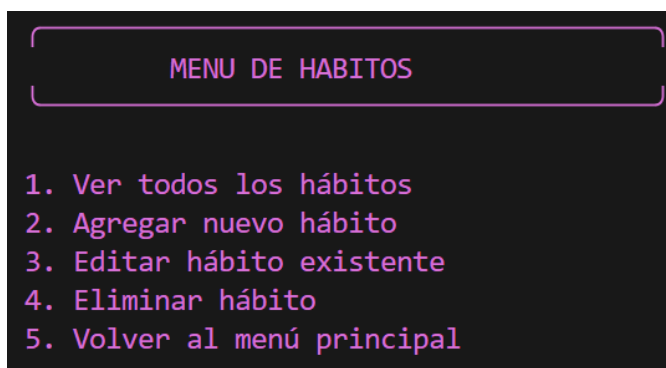 MENU DE HABITOS
1. Ver todos los hábitos
2. Agregar nuevo hábito
3. Editar hábito existente
4. Eliminar hábito
5. Volver al menú principal